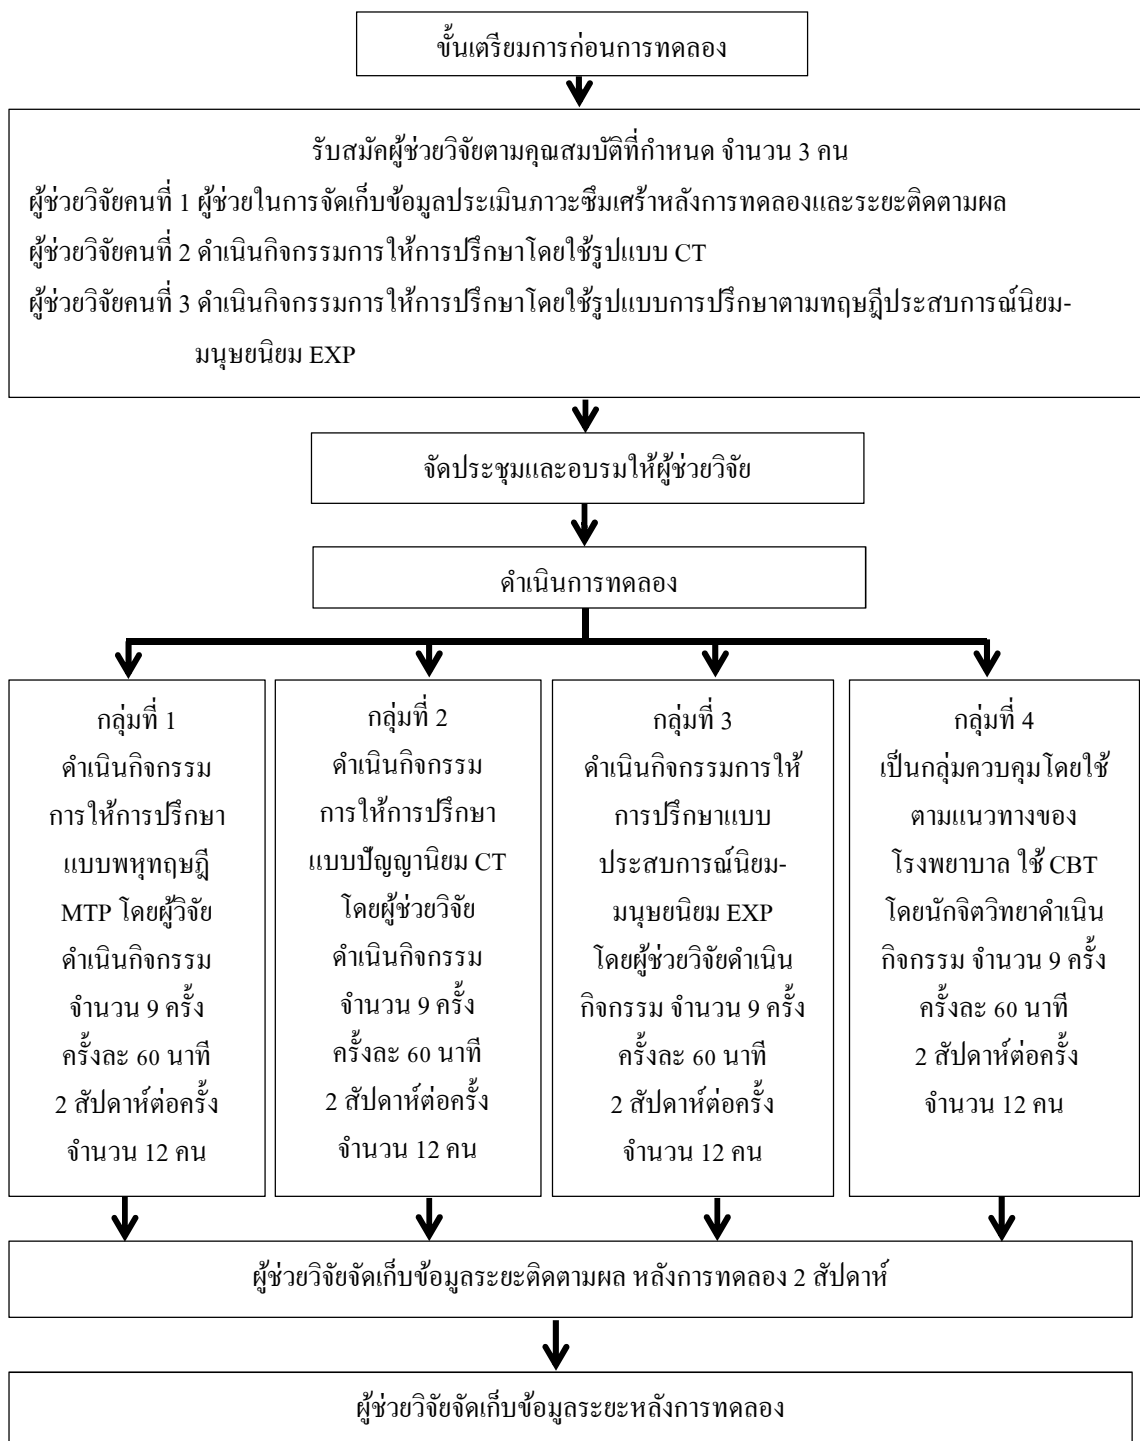 ขั้นเตรียมการก่อนการทดลอง
รับสมัคผู้ช่วยวิจัยตามคุณสมบัติที่กำหนด จำนวน 3 คน
ผู้ช่วยวิจัยคนที่ 1 ผู้ช่วยในการจัดเก็บข้อมูลประเมินภาวะซึมเศร้าหลังการทดลองและระยะติดตามผล
ผู้ช่วยวิจัยคนที่ 2 ดำเนินกิจกรรมการให้การปรึกษาโดยใช้รูปแบบ CT
ผู้ช่วยวิจัยคนที่ 3 ดำเนินกิจกรรมการให้การปรึกษาโดยใช้รูปแบบการปรึกษาตามทฤษฎีประสบการณ์นิยม-
มนุษยนิยม EXP
จัดประชุมและอบรมให้ผู้ช่วยวิจัย
ดำเนินการทดลอง
กลุ่มที่ 1
ดำเนินกิจกรรม
การให้การปรึกษา
แบบพหุทฤษฎี
MTP โดยผู้วิจัย
ดำเนินกิจกรรม
จำนวน 9 ครั้ง
ครั้งละ 60 นาที
2 สัปดาห์ต่อครั้ง
จำนวน 12 คน
กลุ่มที่ 2
ดำเนินกิจกรรม
การให้การปรึกษา
แบบปัญญานิยม CT
โดยผู้ช่วยวิจัย
ดำเนินกิจกรรม
จำนวน 9 ครั้ง
ครั้งละ 60 นาที
2 สัปดาห์ต่อครั้ง
จำนวน 12 คน
กลุ่มที่ 3
ดำเนินกิจกรรมการให้
การปรึกษาแบบ
ประสบการณ์นิยม-
มนุษยนิยม EXP
โดยผู้ช่วยวิจัยดำเนิน
กิจกรรม จำนวน 9 ครั้ง
ครั้งละ 60 นาที
2 สัปดาห์ต่อครั้ง
จำนวน 12 คน
กลุ่มที่ 4
เป็นกลุ่มควบคุมโดยใช้
ตามแนวทางของ
โรงพยาบาล ใช้ CBT
โดยนักจิตวิทยาดำเนิน
กิจกรรม จำนวน 9 ครั้ง
ครั้งละ 60 นาที
2 สัปดาห์ต่อครั้ง
จำนวน 12 คน
ผู้ช่วยวิจัยจัดเก็บข้อมูลระยะติดตามผล หลังการทดลอง 2 สัปดาห์
ผู้ช่วยวิจัยจัดเก็บข้อมูลระยะหลังการทดลอง